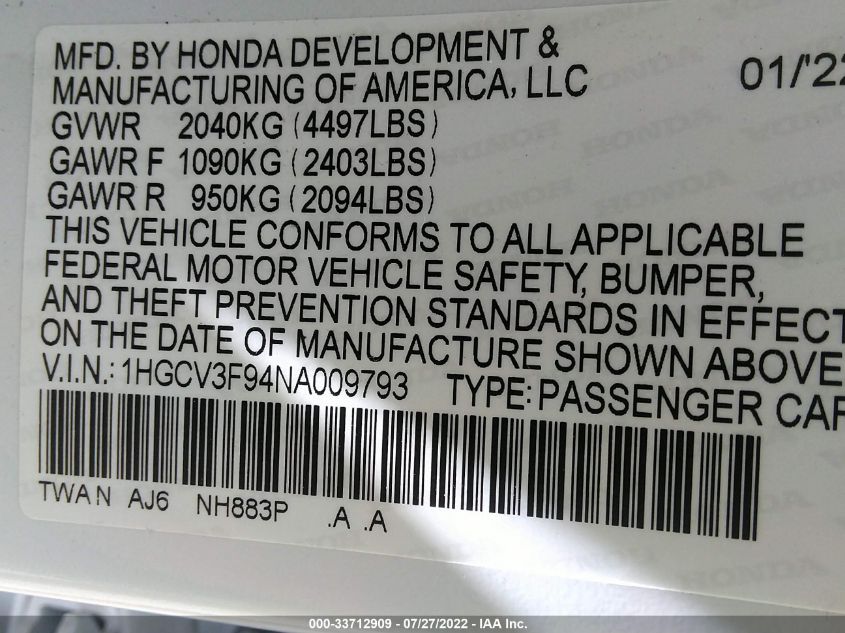 MFD. BY HONDA DEVELOPMENT &
MANUFACTURING OF AMERICA, LLC 01/'22
GVWR 2040KG (4497LBS)
GAWR F 1090KG (2403LBS)
GAWR R 950KG (2094LBS)
THIS VEHICLE CONFORMS TO ALL APPLICABLE
FEDERAL MOTOR VEHICLE SAFETY, BUMPER,
AND THEFT PREVENTION STANDARDS IN EFFECT
ON THE DATE OF MANUFACTURE SHOWN ABOVE
V.I.N.: 1HGCV3F94NA009793 TYPE: PASSENGER CAR
TWAN AJ6 NH883P .A .A
000-33712909 - 07/27/2022 - IAA Inc.